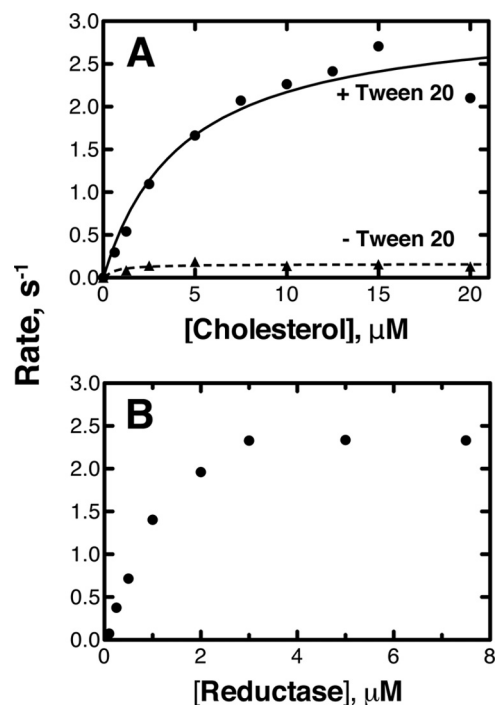 A
3.0
2.5
2.0
1.5
1.0
0.5
0.0
+ Tween 20
- Tween 20
0 5 10 15 20
[Cholesterol], μM
Rate, s-1
B
3.0
2.5
2.0
1.5
1.0
0.5
0.0
0 2 4 6 8
[Reductase], μM